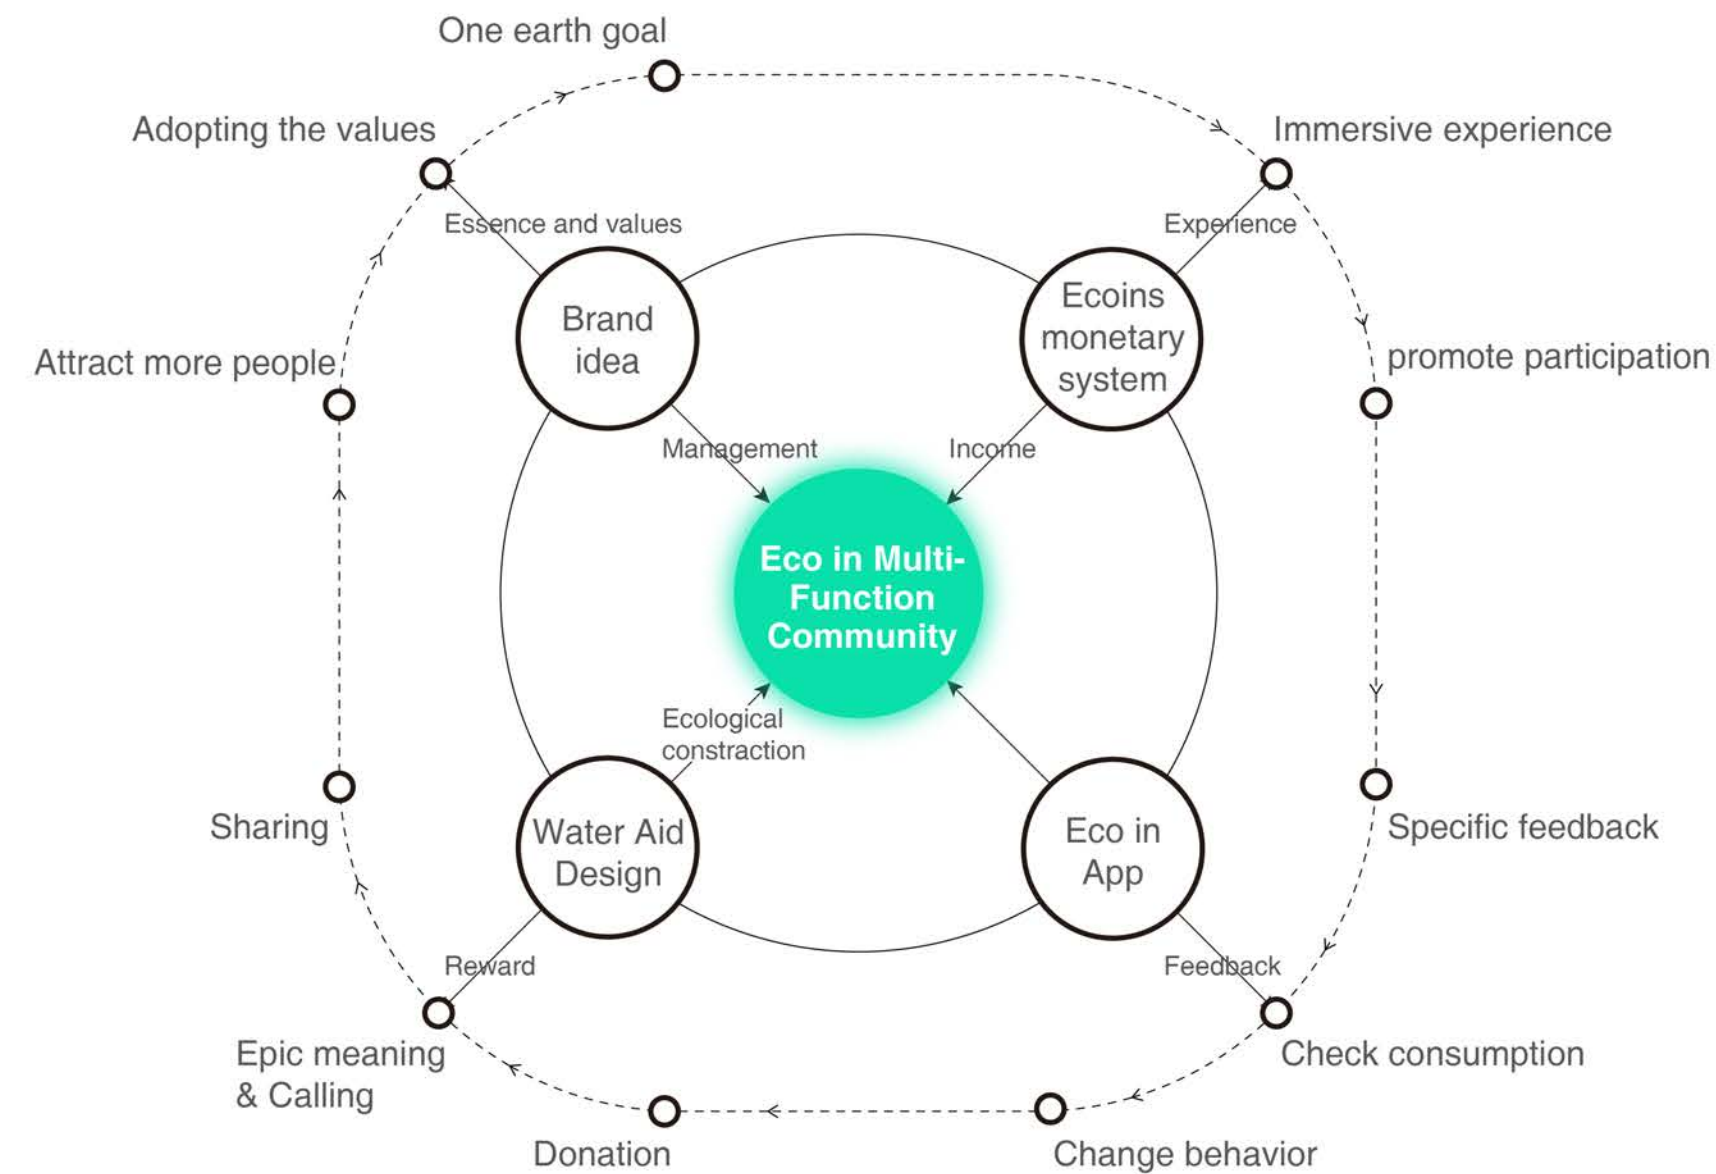 One earth goal
Adopting the values
Immersive experience
Essence and values
Experience
Brand
idea
Ecoins
monetary
system
Attract more people
promote participation
Management
Income
Eco in Multi-
Function
Community
Ecological
constraction
Sharing
Water Aid
Design
Eco in
App
Specific feedback
Reward
Feedback
Epic meaning
& Calling
Check consumption
Donation
Change behavior